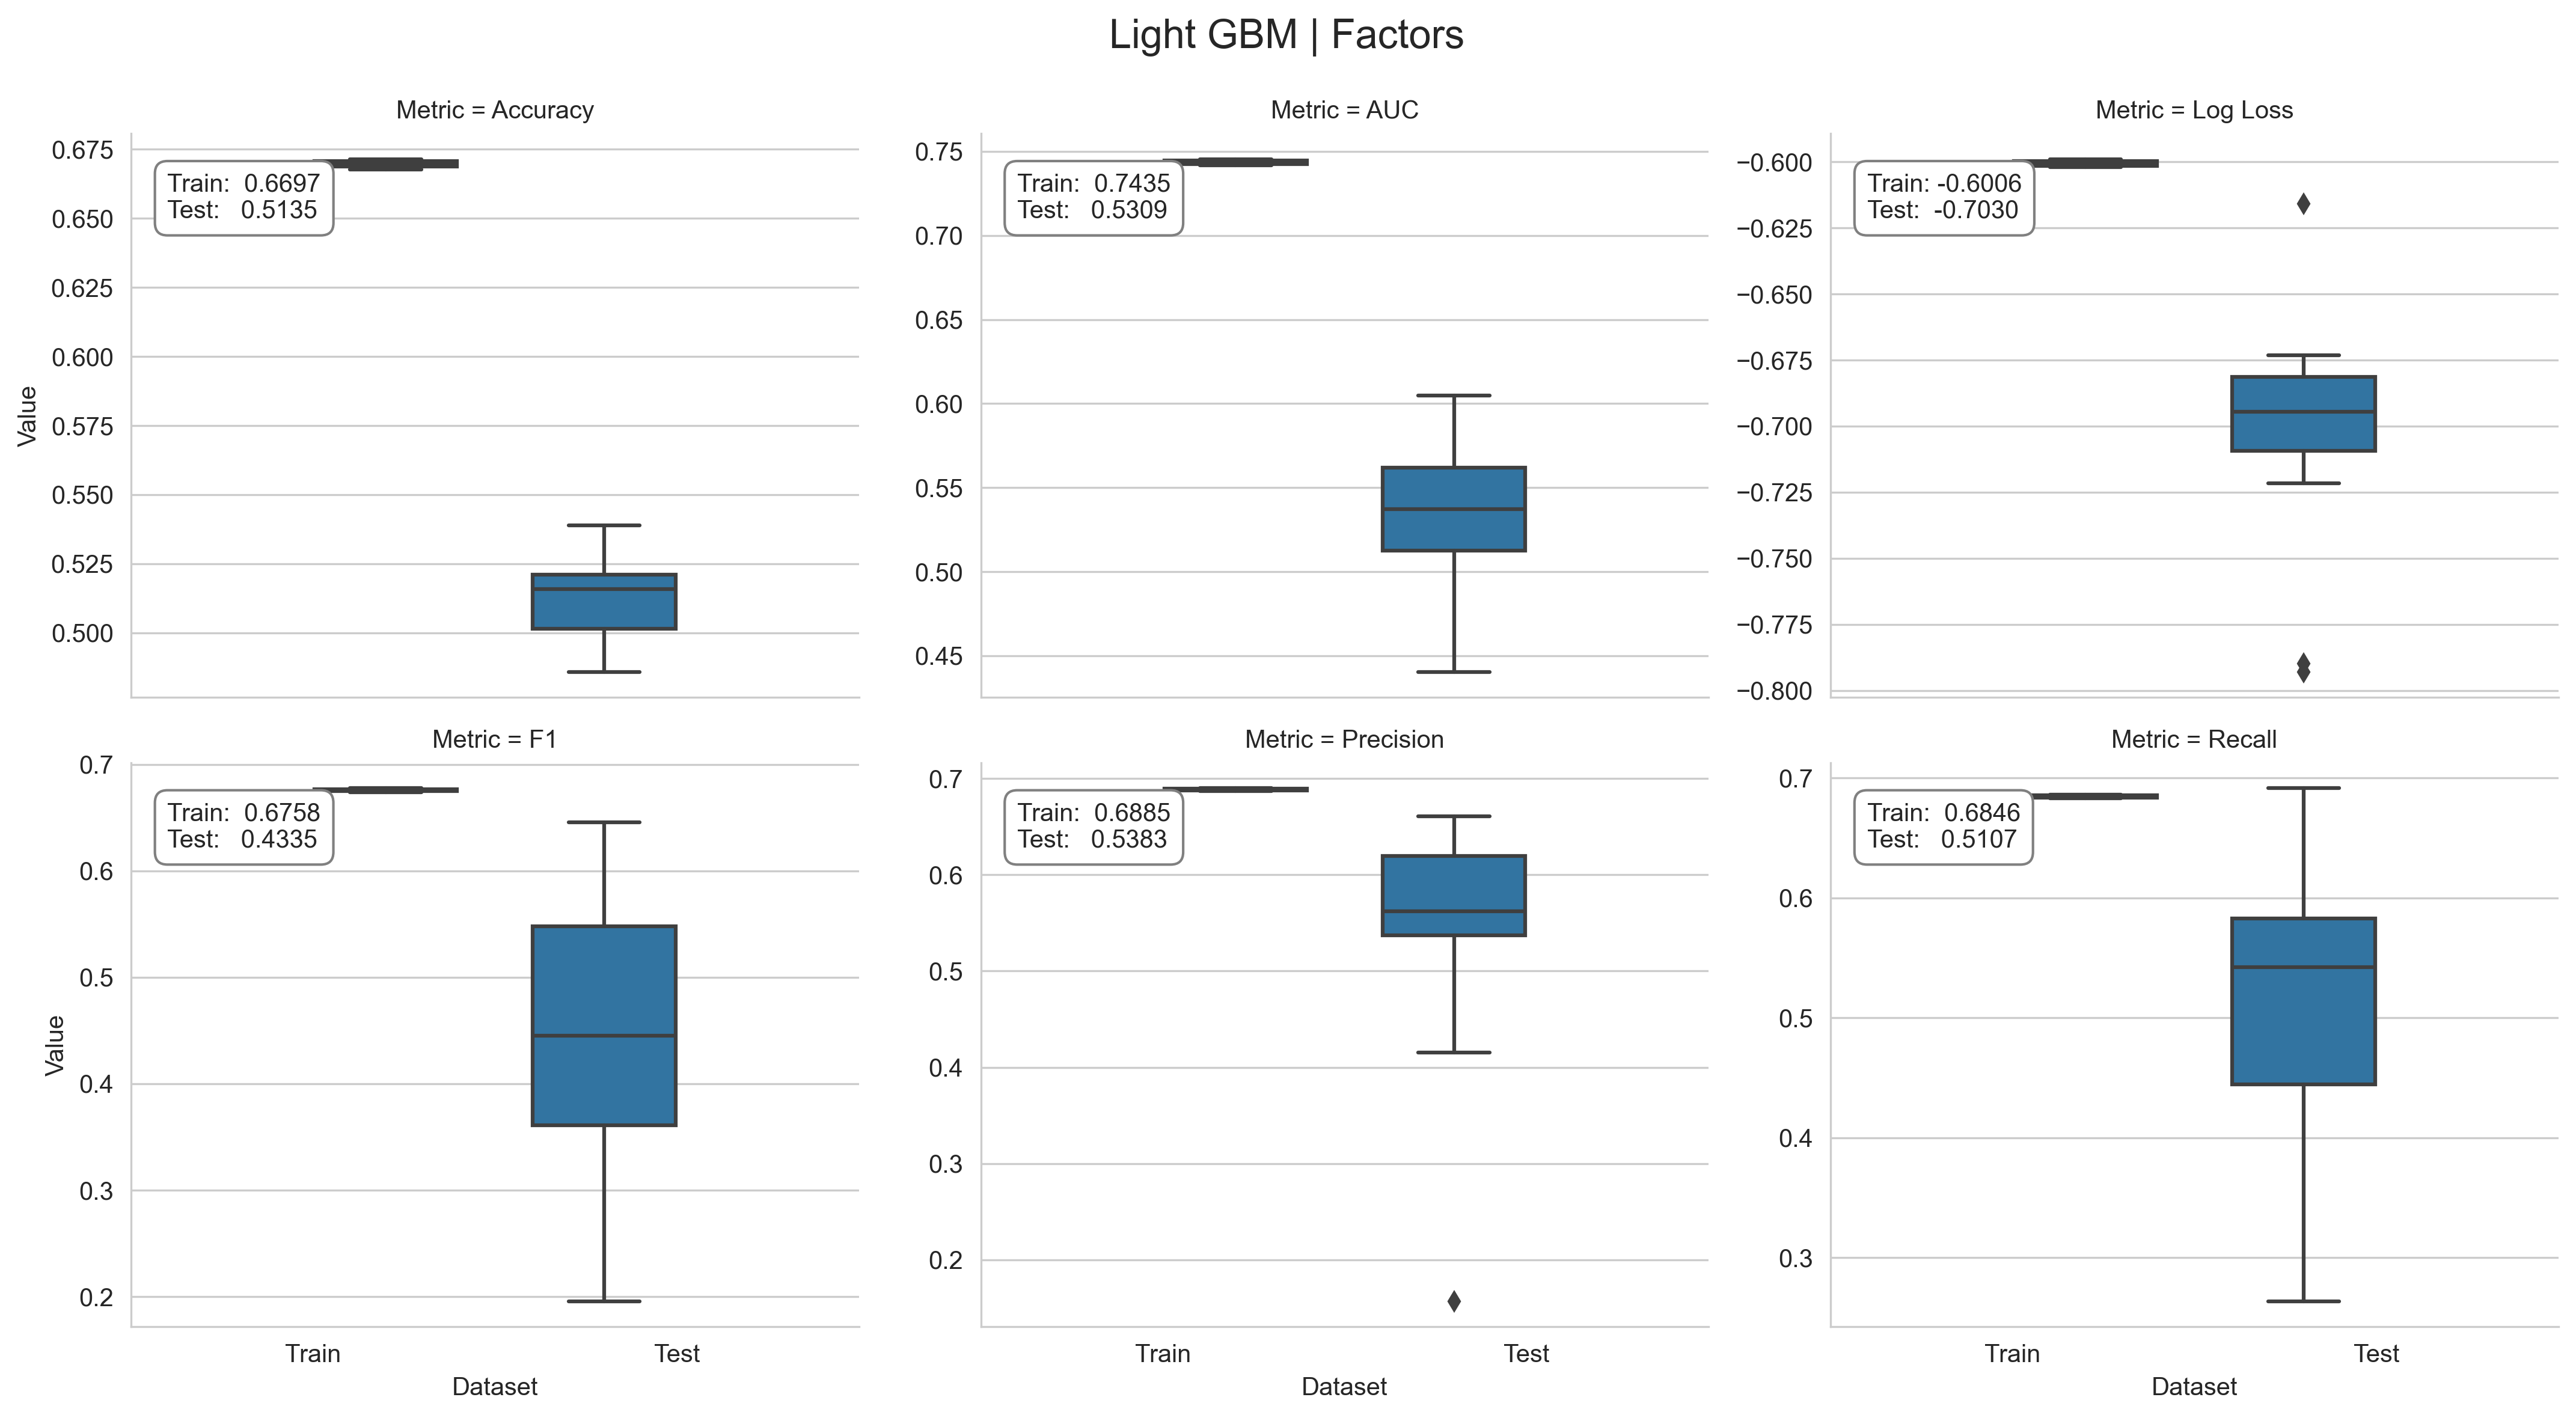 Light GBM | Factors
Metric = Accuracy
0.675
0.650
0.625
0.600
0.575
0.550
0.525
0.500
Value
Train: 0.6697
Test: 0.5135
Metric = AUC
0.75
0.70
0.65
0.60
0.55
0.50
0.45
Train: 0.7435
Test: 0.5309
Metric = Log Loss
−0.600
−0.625
−0.650
−0.675
−0.700
−0.725
−0.750
−0.775
−0.800
Train: -0.6006
Test: -0.7030
Metric = F1
0.7
0.6
0.5
0.4
0.3
0.2
Value
Train: 0.6758
Test: 0.4335
Train
Test
Dataset
Metric = Precision
0.7
0.6
0.5
0.4
0.3
0.2
Train: 0.6885
Test: 0.5383
Train
Test
Dataset
Metric = Recall
0.7
0.6
0.5
0.4
0.3
Train: 0.6846
Test: 0.5107
Train
Test
Dataset